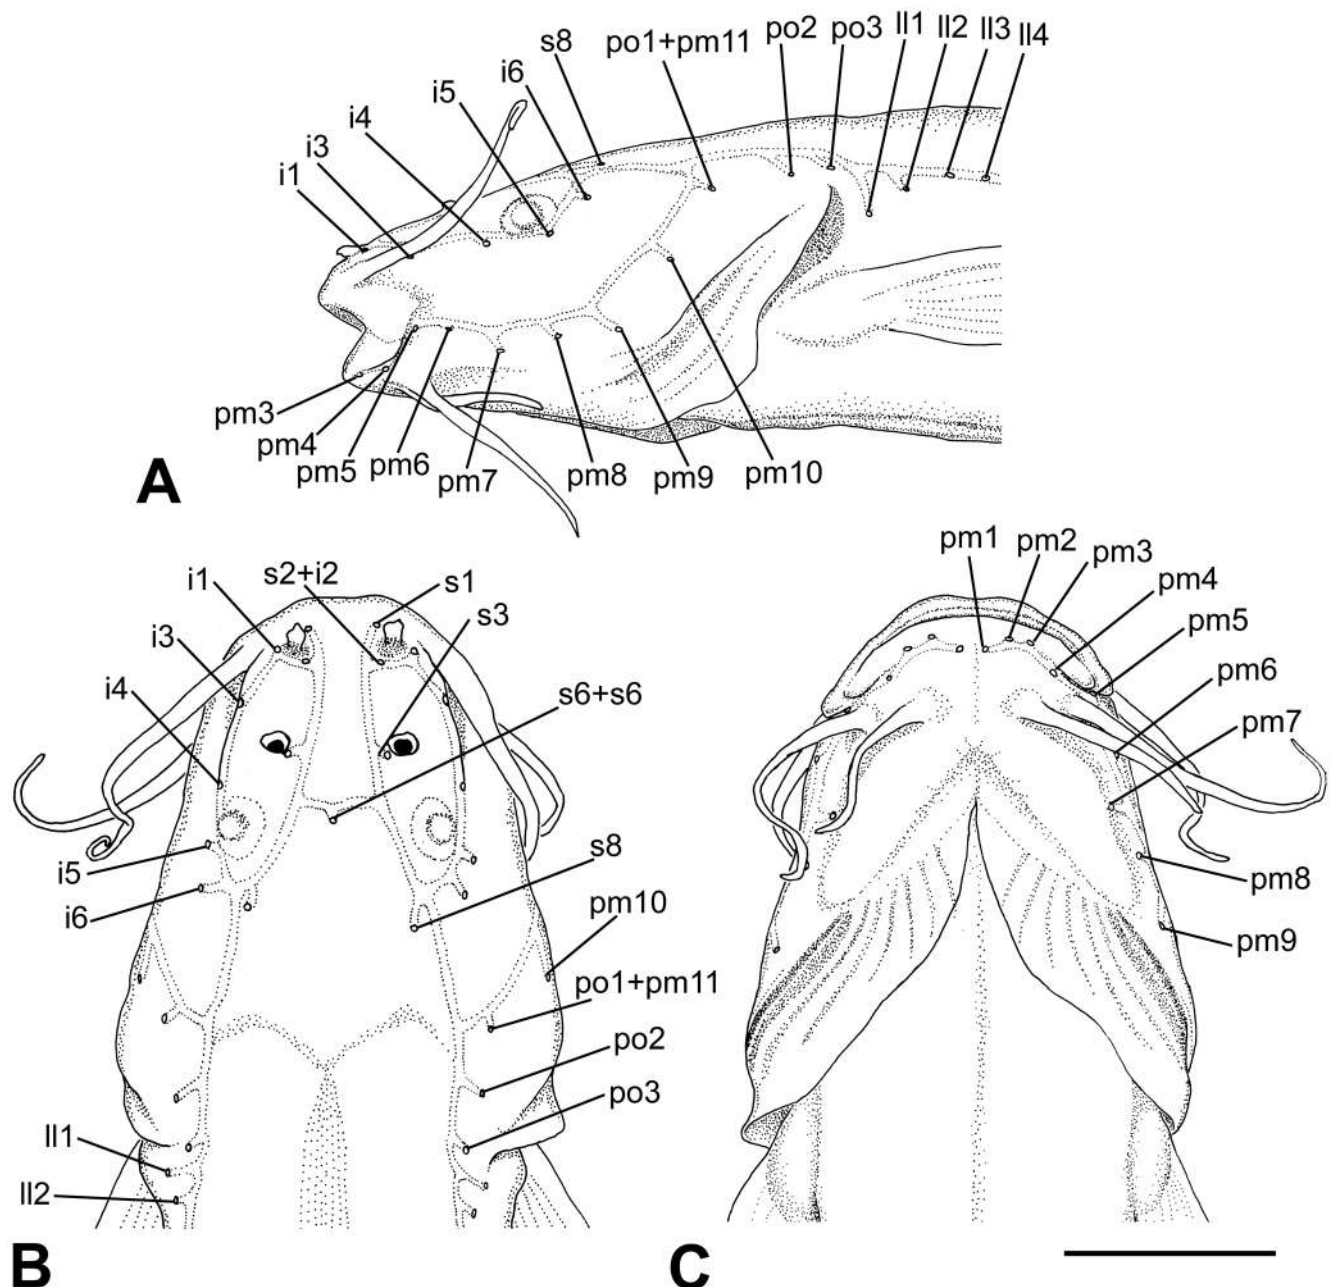 s8 po1+pm11 po2 po3 ll1 ll2 ll3 ll4
i6
i5
i4
i3
i1
pm3
pm4
pm5 pm6 pm7 pm8 pm9 pm10
A
i1 s2+i2 s1
i3 s3
i4 s6+s6
i5 s8
i6 pm10
po1+pm11
po2
po3
ll1
ll2
B
pm1 pm2 pm3
pm4
pm5
pm6
pm7
pm8
pm9
C